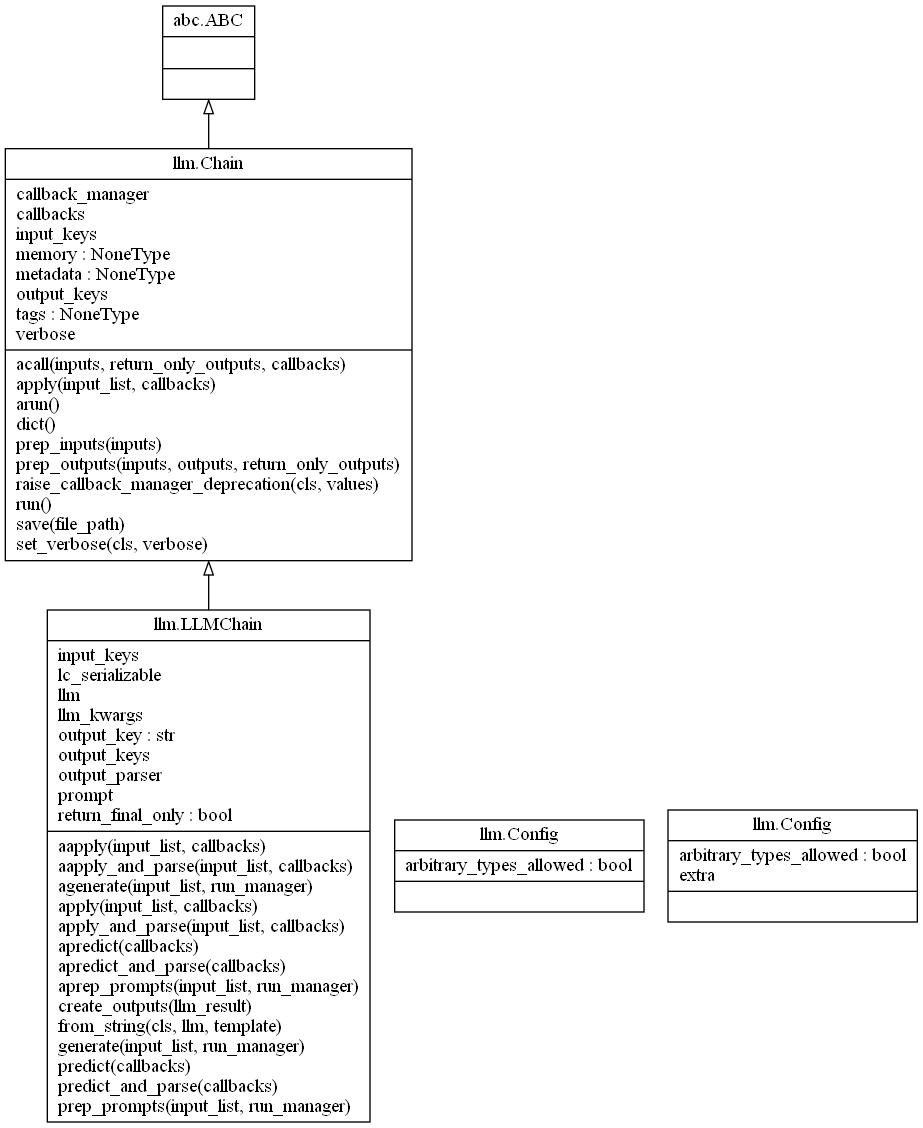 abc.ABC
llm.Chain
callback_manager
callbacks
input_keys
memory : NoneType
metadata : NoneType
output_keys
tags : NoneType
verbose
acall(inputs, return_only_outputs, callbacks)
apply(input_list, callbacks)
arun()
dict()
prep_inputs(inputs)
prep_outputs(inputs, outputs, return_only_outputs)
raise_callback_manager_deprecation(cls, values)
run()
save(file_path)
set_verbose(cls, verbose)
llm.LLMChain
input_keys
lc_serializable
llm
llm_kwargs
output_key : str
output_keys
output_parser
prompt
return_final_only : bool
aapply(input_list, callbacks)
aapply_and_parse(input_list, callbacks)
agenerate(input_list, run_manager)
apply(input_list, callbacks)
apply_and_parse(input_list, callbacks)
apredict(callbacks)
apredict_and_parse(callbacks)
aprep_prompts(input_list, run_manager)
create_outputs(llm_result)
from_string(cls, llm, template)
generate(input_list, run_manager)
predict(callbacks)
predict_and_parse(callbacks)
prep_prompts(input_list, run_manager)
llm.Config
arbitrary_types_allowed : bool
llm.Config
arbitrary_types_allowed : bool
extra